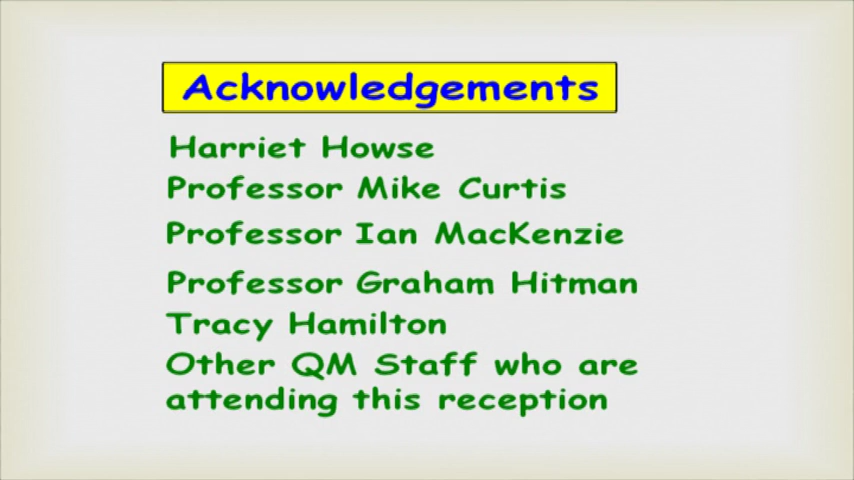 Acknowledgements
Harriet Howse
Professor Mike Curtis
Professor Ian MacKenzie
Professor Graham Hitman
Tracy Hamilton
Other QM Staff who are
attending this reception